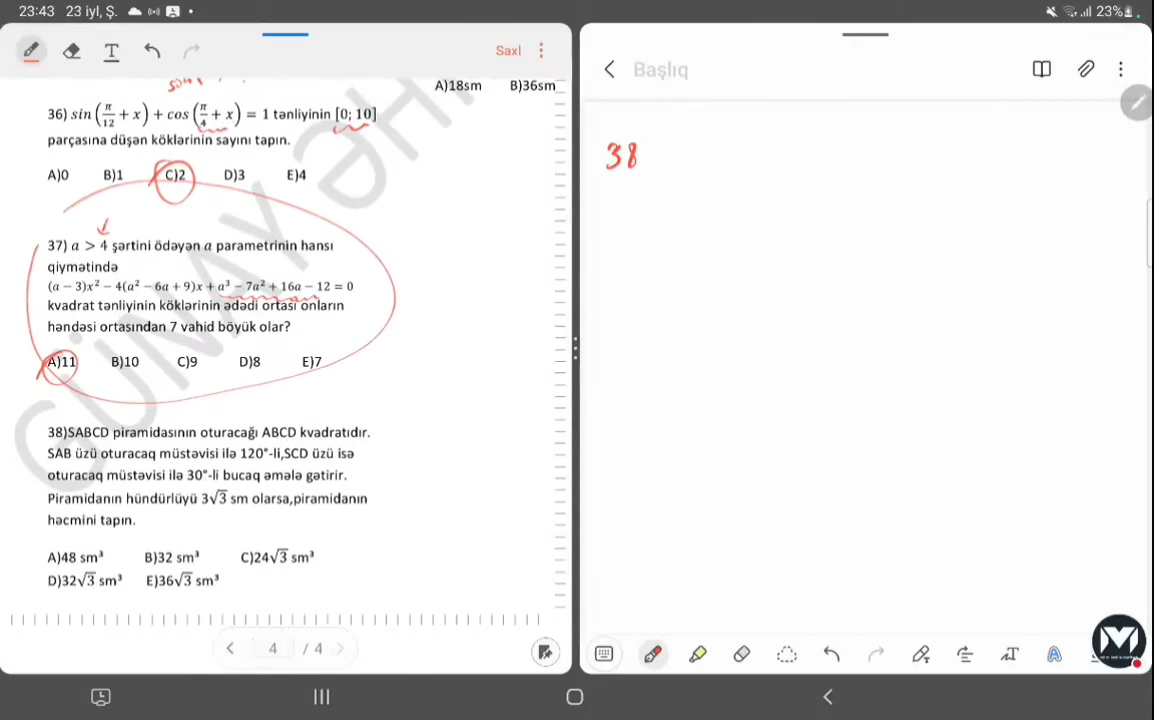 23:43 23 iyl, Ş.
23%
Saxl
A)18sm B)36sm
36) sin (π/12 + x) + cos (π/4 + x) = 1 tənliyinin [0; 10]
parçasına düşən köklərinin sayını tapın.
A)0 B)1 C)2 D)3 E)4
37) a > 4 şərtini ödəyən a parametrinin hansı
qiymətində
(a − 3)x² − 4(a² − 6a + 9)x + a³ − 7a² + 16a − 12 = 0
kvadrat tənliyinin köklərinin ədədi ortası onların
həndəsi ortasından 7 vahid böyük olar?
A)11 B)10 C)9 D)8 E)7
38)SABCD piramidasının oturacağı ABCD kvadratıdır.
SAB üzü oturacaq müstəvisi ilə 120°-li,SCD üzü isə
oturacaq müstəvisi ilə 30°-li bucaq əmələ gətirir.
Piramidanın hündürlüyü 3√3 sm olarsa,piramidanın
həcmini tapın.
A)48 sm³ B)32 sm³ C)24√3 sm³
D)32√3 sm³ E)36√3 sm³
GÜNAY ƏH
4 / 4
Başlıq
38